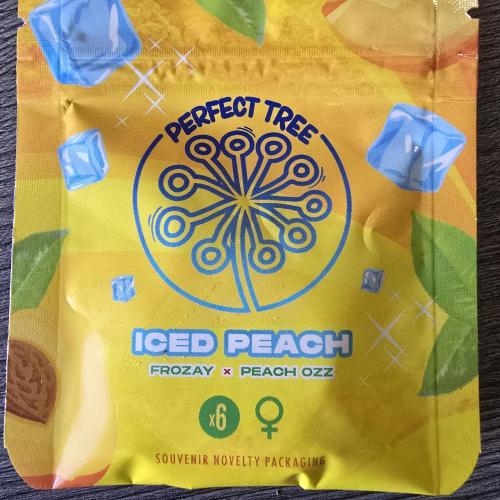 PERFECT TREE
ICED PEACH
FROZAY x PEACH OZZ
x6
SOUVENIR NOVELTY PACKAGING